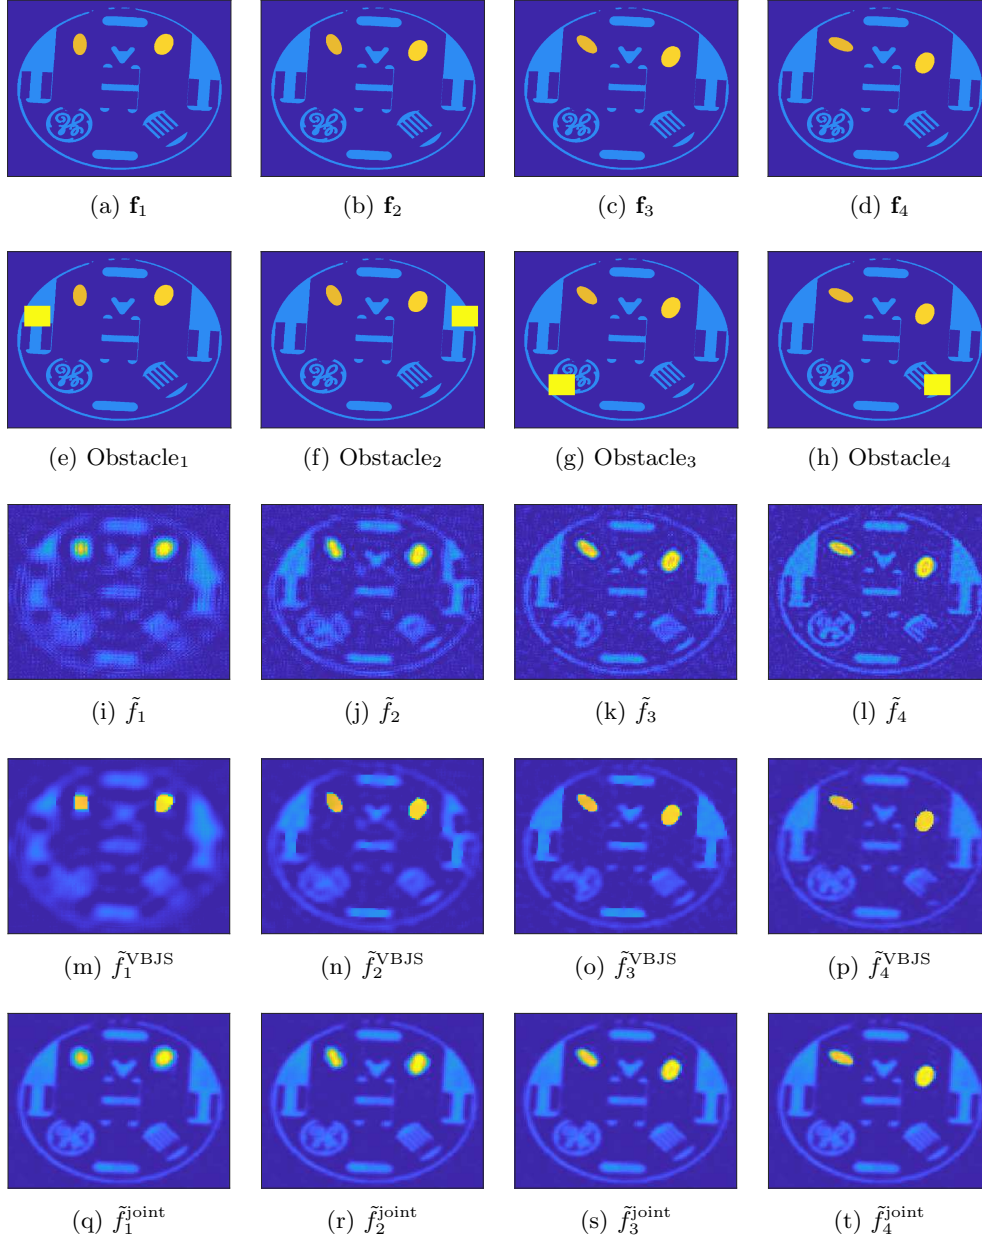 (a) f₁ (b) f₂ (c) f₃ (d) f₄
(e) Obstacle₁ (f) Obstacle₂ (g) Obstacle₃ (h) Obstacle₄
(i) f̃₁ (j) f̃₂ (k) f̃₃ (l) f̃₄
(m) f̃₁^VBJS (n) f̃₂^VBJS (o) f̃₃^VBJS (p) f̃₄^VBJS
(q) f̃₁^joint (r) f̃₂^joint (s) f̃₃^joint (t) f̃₄^joint